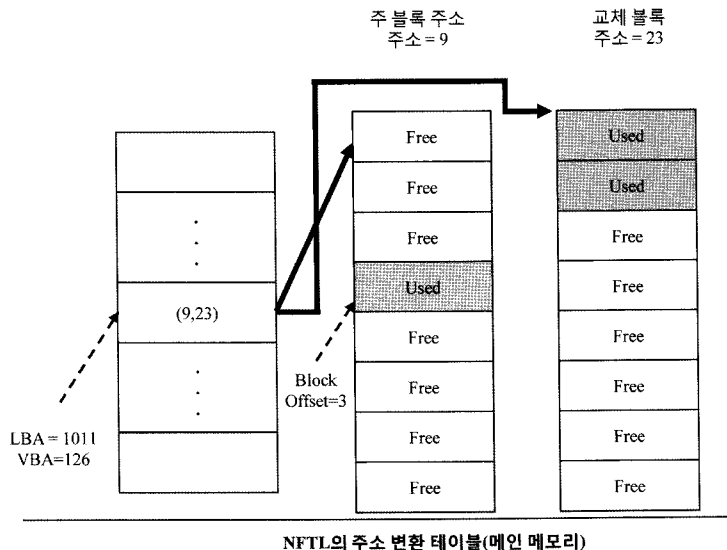 주 블록 주소
주소 = 9
교체 블록
주소 = 23
Free
Free
Free
Used
Free
Free
Free
Free
Used
Used
Free
Free
Free
Free
Free
Free
(9,23)
LBA = 1011
VBA=126
Block
Offset=3
NFTL의 주소 변환 테이블(메인 메모리)